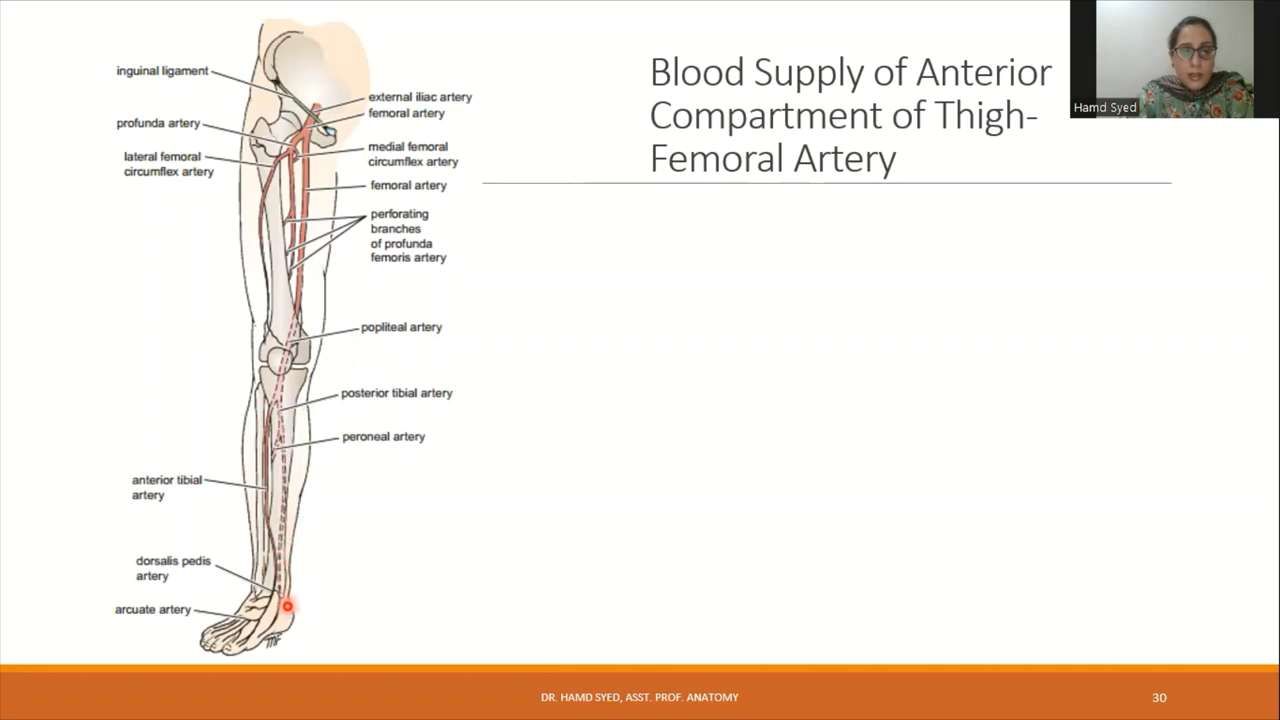 Blood Supply of Anterior
Compartment of Thigh-
Femoral Artery
Hamd Syed
inguinal ligament
external iliac artery
femoral artery
profunda artery
lateral femoral
circumflex artery
medial femoral
circumflex artery
femoral artery
perforating
branches
of profunda
femoris artery
popliteal artery
posterior tibial artery
peroneal artery
anterior tibial
artery
dorsalis pedis
artery
arcuate artery
DR. HAMD SYED, ASST. PROF. ANATOMY
30